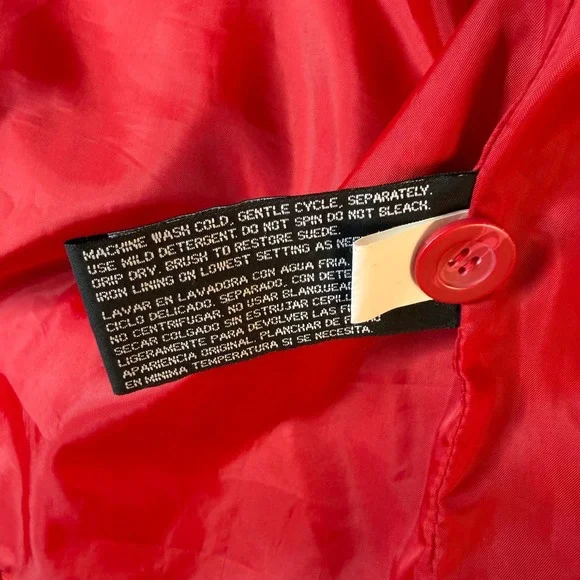 MACHINE WASH COLD. GENTLE CYCLE, SEPARATELY.
USE MILD DETERGENT. DO NOT SPIN DO NOT BLEACH.
DRIP DRY. BRUSH TO RESTORE SUEDE.
IRON LINING ON LOWEST SETTING AS
LAVAR EN LAVADORA CON AGUA FRIA.
CICLO DELICADO, SEPARADO, CON
NO CENTRIFUGAR. NO USAR
SECAR COLGADO SIN ESTRUJAR
LIGERAMENTE PARA DEVOLVER LAS
APARIENCIA ORIGINAL. PLANCHAR DE
EN MINIMA TEMPERATURA SI SE NECESITA.